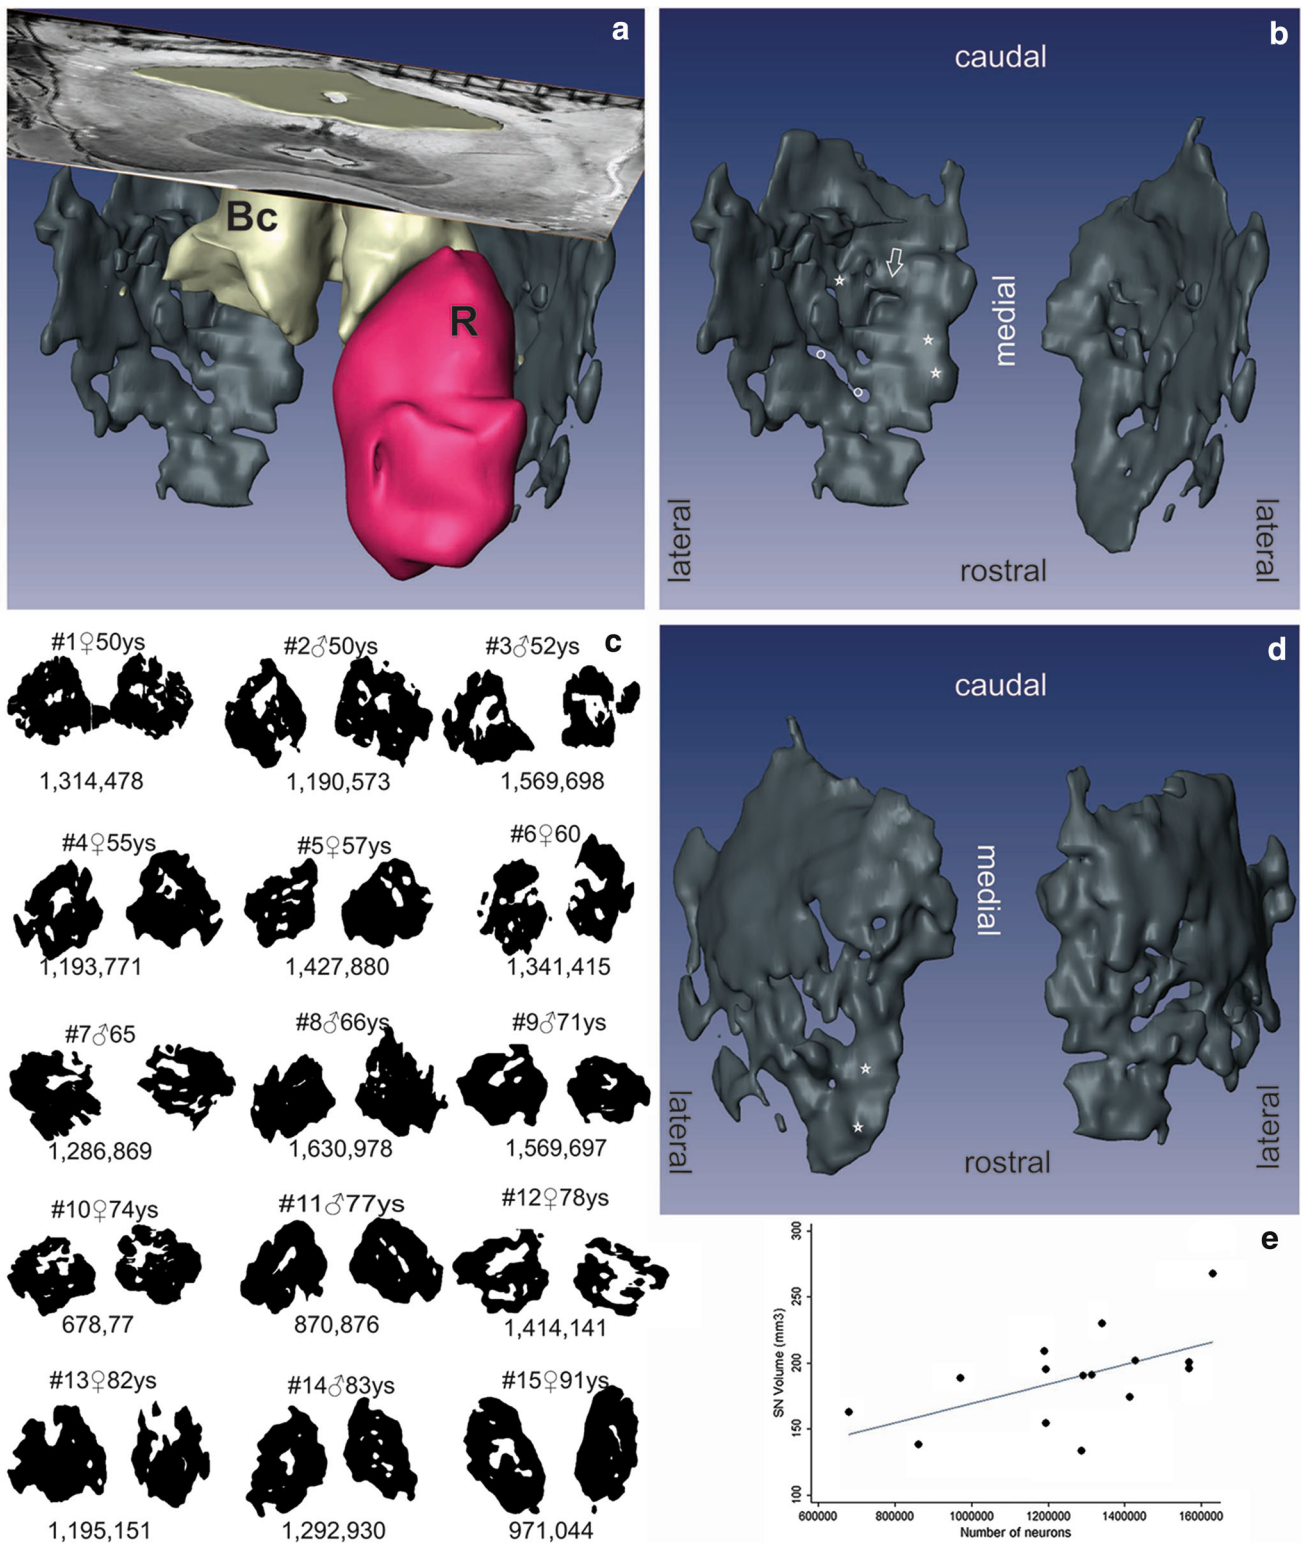 a
Bc
R
b
caudal
medial
lateral
lateral
rostral
c
#1♀50ys
#2♂50ys
#3♂52ys
1,314,478
1,190,573
1,569,698
#4♀55ys
#5♀57ys
#6♀60
1,193,771
1,427,880
1,341,415
#7♂65
#8♂66ys
#9♂71ys
1,286,869
1,630,978
1,569,697
#10♀74ys
#11♂77ys
#12♀78ys
678,77
870,876
1,414,141
#13♀82ys
#14♂83ys
#15♀91ys
1,195,151
1,292,930
971,044
d
caudal
medial
lateral
lateral
rostral
e
SN Volume (mm3)
300
250
200
150
100
600000 800000 1000000 1200000 1400000 1600000
Number of neurons